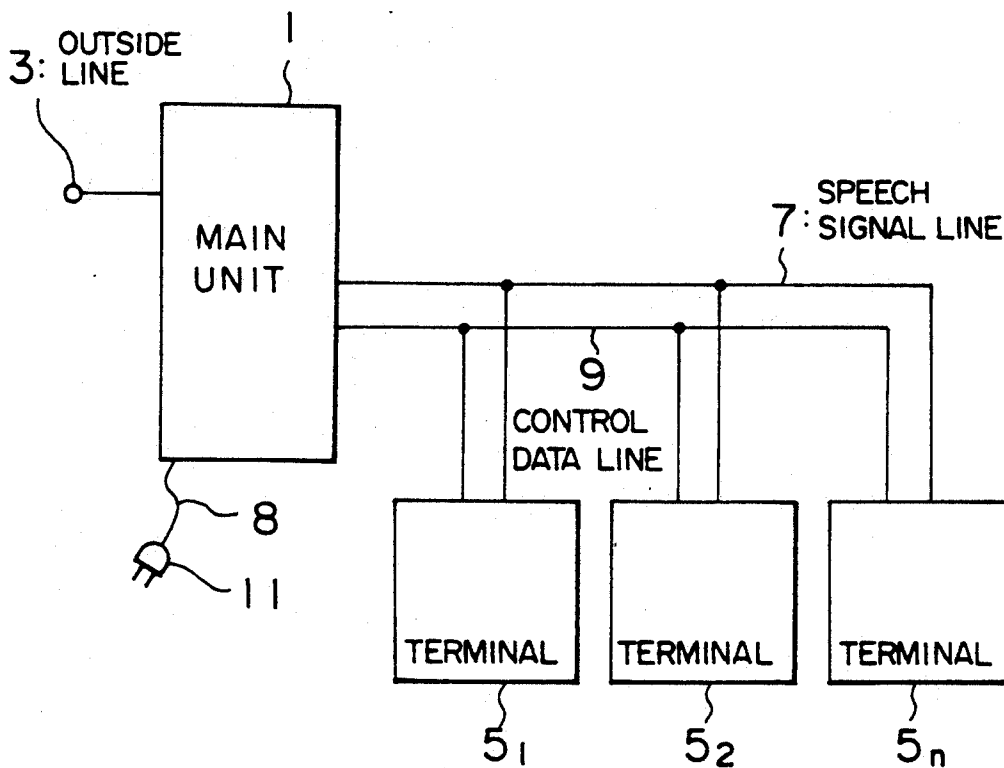 1
3: OUTSIDE
LINE
MAIN
UNIT
7: SPEECH
SIGNAL LINE
9
CONTROL
DATA LINE
8
11
TERMINAL TERMINAL TERMINAL
5₁ 5₂ 5ₙ